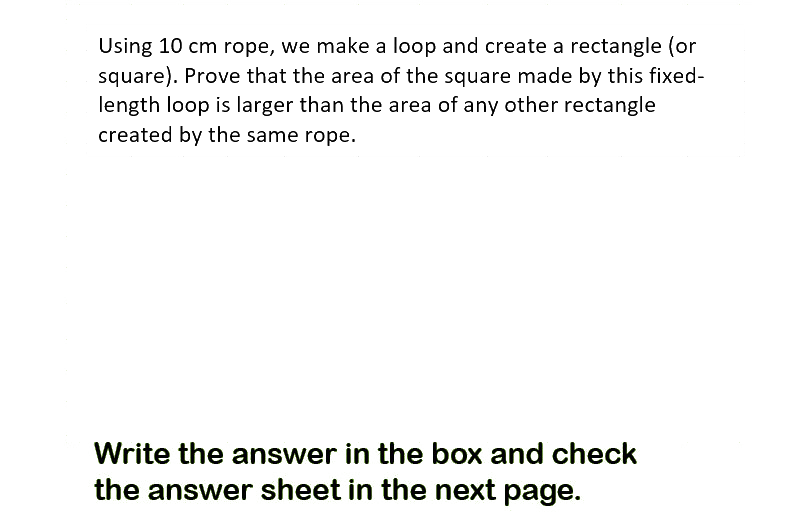 Using 10 cm rope, we make a loop and create a rectangle (or
square). Prove that the area of the square made by this fixed-
length loop is larger than the area of any other rectangle
created by the same rope.
Write the answer in the box and check
the answer sheet in the next page.